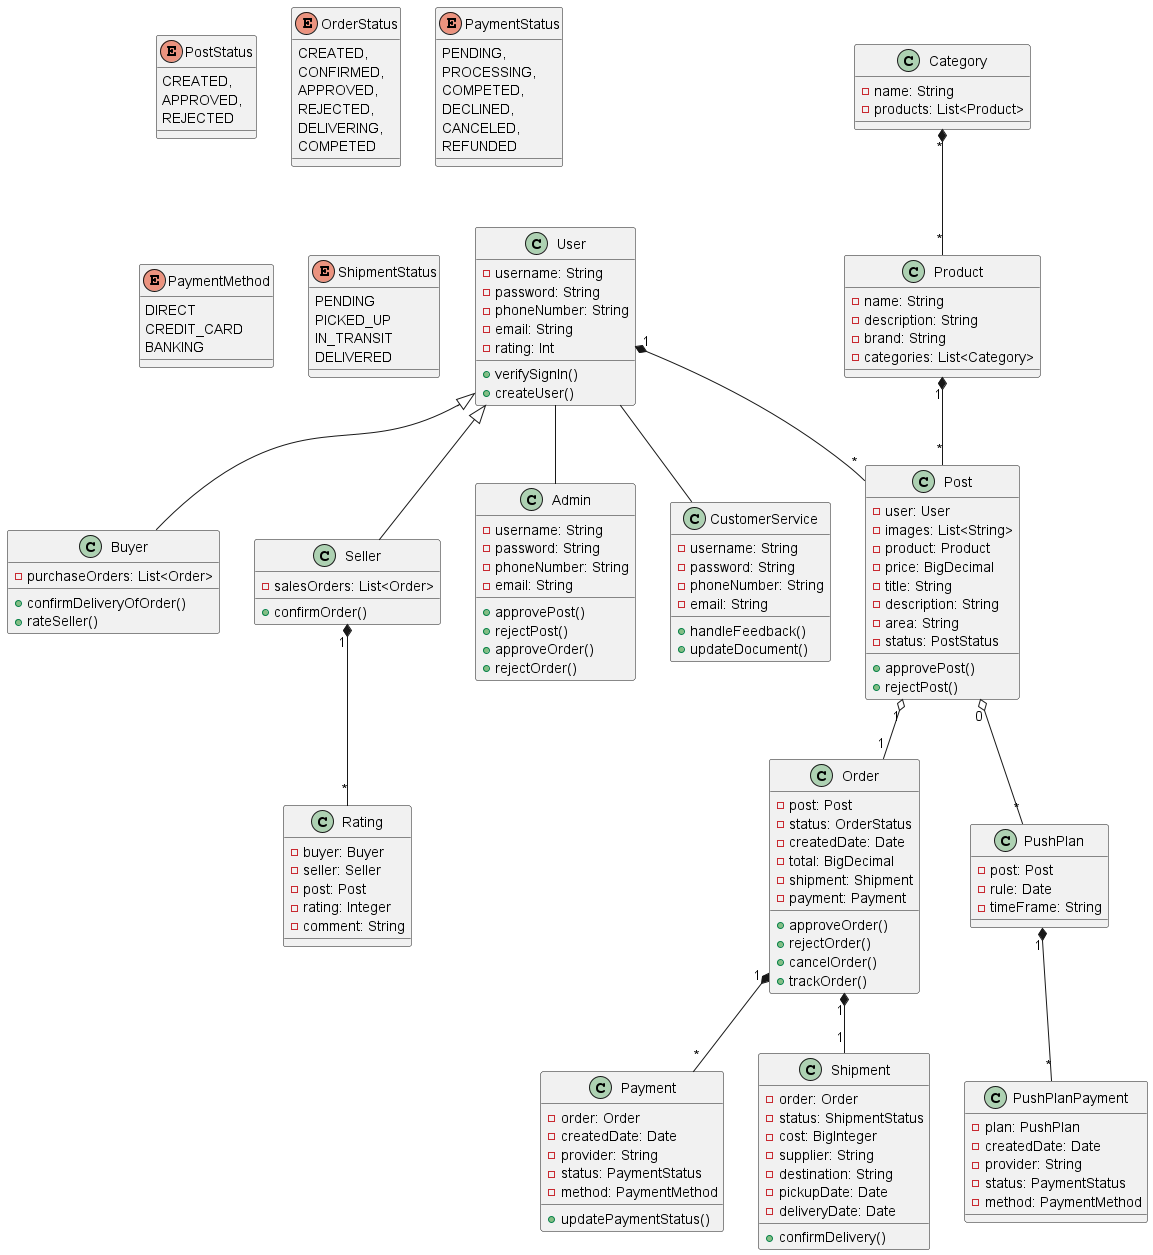 E PostStatus
CREATED,
APPROVED,
REJECTED
E OrderStatus
CREATED,
CONFIRMED,
APPROVED,
REJECTED,
DELIVERING,
COMPETED
E PaymentStatus
PENDING,
PROCESSING,
COMPETED,
DECLINED,
CANCELED,
REFUNDED
C Category
name: String
products: List<Product>
*
*
E PaymentMethod
DIRECT
CREDIT_CARD
BANKING
E ShipmentStatus
PENDING
PICKED_UP
IN_TRANSIT
DELIVERED
C User
username: String
password: String
phoneNumber: String
email: String
rating: Int
verifySignIn()
createUser()
1
*
C Product
name: String
description: String
brand: String
categories: List<Category>
1
*
C Buyer
purchaseOrders: List<Order>
confirmDeliveryOfOrder()
rateSeller()
C Seller
salesOrders: List<Order>
confirmOrder()
1
*
C Admin
username: String
password: String
phoneNumber: String
email: String
approvePost()
rejectPost()
approveOrder()
rejectOrder()
C CustomerService
username: String
password: String
phoneNumber: String
email: String
handleFeedback()
updateDocument()
C Post
user: User
images: List<String>
product: Product
price: BigDecimal
title: String
description: String
area: String
status: PostStatus
approvePost()
rejectPost()
1
1
0
*
C Rating
buyer: Buyer
seller: Seller
post: Post
rating: Integer
comment: String
C Order
post: Post
status: OrderStatus
createdDate: Date
total: BigDecimal
shipment: Shipment
payment: Payment
approveOrder()
rejectOrder()
cancelOrder()
trackOrder()
1
*
1
1
C PushPlan
post: Post
rule: Date
timeFrame: String
1
*
C Payment
order: Order
createdDate: Date
provider: String
status: PaymentStatus
method: PaymentMethod
updatePaymentStatus()
C Shipment
order: Order
status: ShipmentStatus
cost: BigInteger
supplier: String
destination: String
pickupDate: Date
deliveryDate: Date
confirmDelivery()
C PushPlanPayment
plan: PushPlan
createdDate: Date
provider: String
status: PaymentStatus
method: PaymentMethod